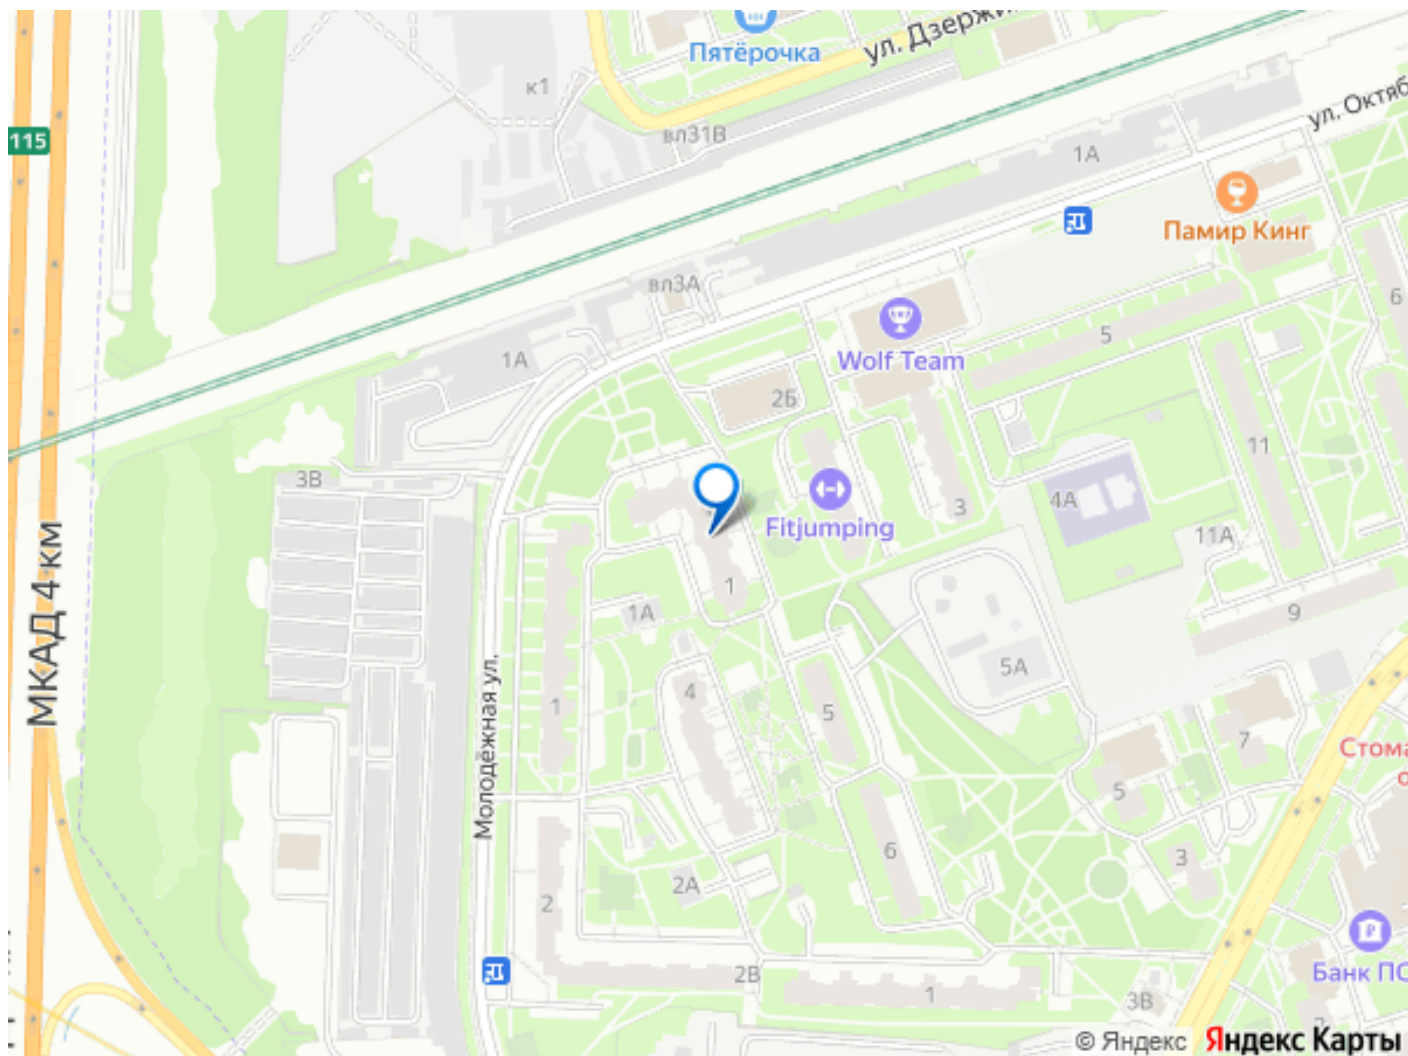 Пятёрочка
ул. Дзержи
к1
115
вл31В
ул. Октяб
1А
Памир Кинг
вл3А
6
Wolf Team
5
1А
2Б
11
3В
4А
3
Fitjumping
11А
МКАД 4 км
1
1А
9
5А
4
Молодёжная ул.
1
5
7
Стома
о
5
6
3
2А
2
Банк ПС
2В
1
3В
© Яндекс Яндекс Карты